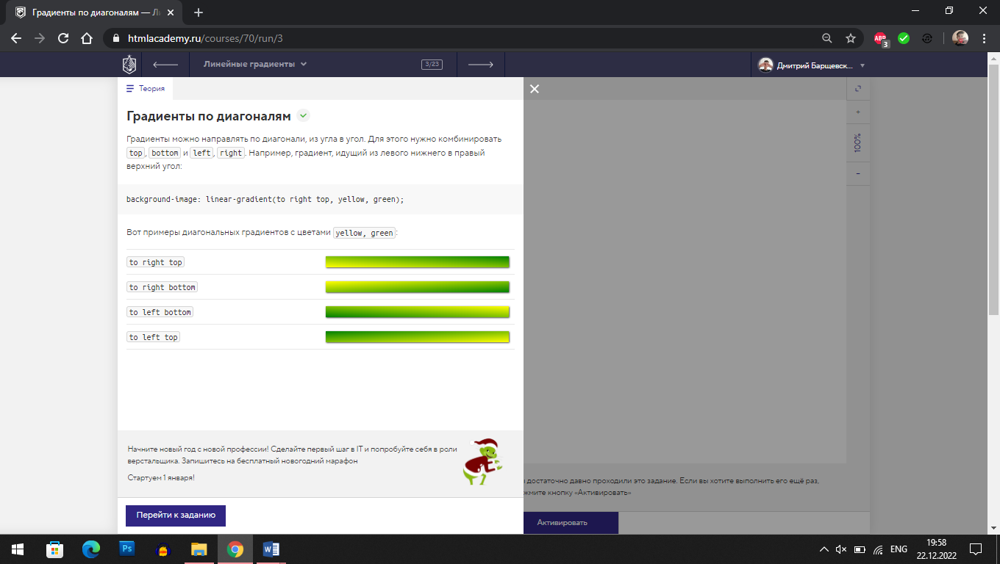 Градиенты по диагоналям — Ли
htmlacademy.ru/courses/70/run/3
ABP
3
Линейные градиенты
3/23
Дмитрий Барщевск...
Теория
Градиенты по диагоналям
Градиенты можно направлять по диагонали, из угла в угол. Для этого нужно комбинировать
top, bottom и left, right. Например, градиент, идущий из левого нижнего в правый
верхний угол:
background-image: linear-gradient(to right top, yellow, green);
Вот примеры диагональных градиентов с цветами yellow, green:
to right top
to right bottom
to left bottom
to left top
+
100%
-
Начните новый год с новой профессии! Сделайте первый шаг в IT и попробуйте себя в роли
верстальщика. Запишитесь на бесплатный новогодний марафон
Стартуем 1 января!
Перейти к заданию
достаточно давно проходили это задание. Если вы хотите выполнить его ещё раз,
жмите кнопку «Активировать»
Активировать
Ps
W
ENG
19:58
22.12.2022